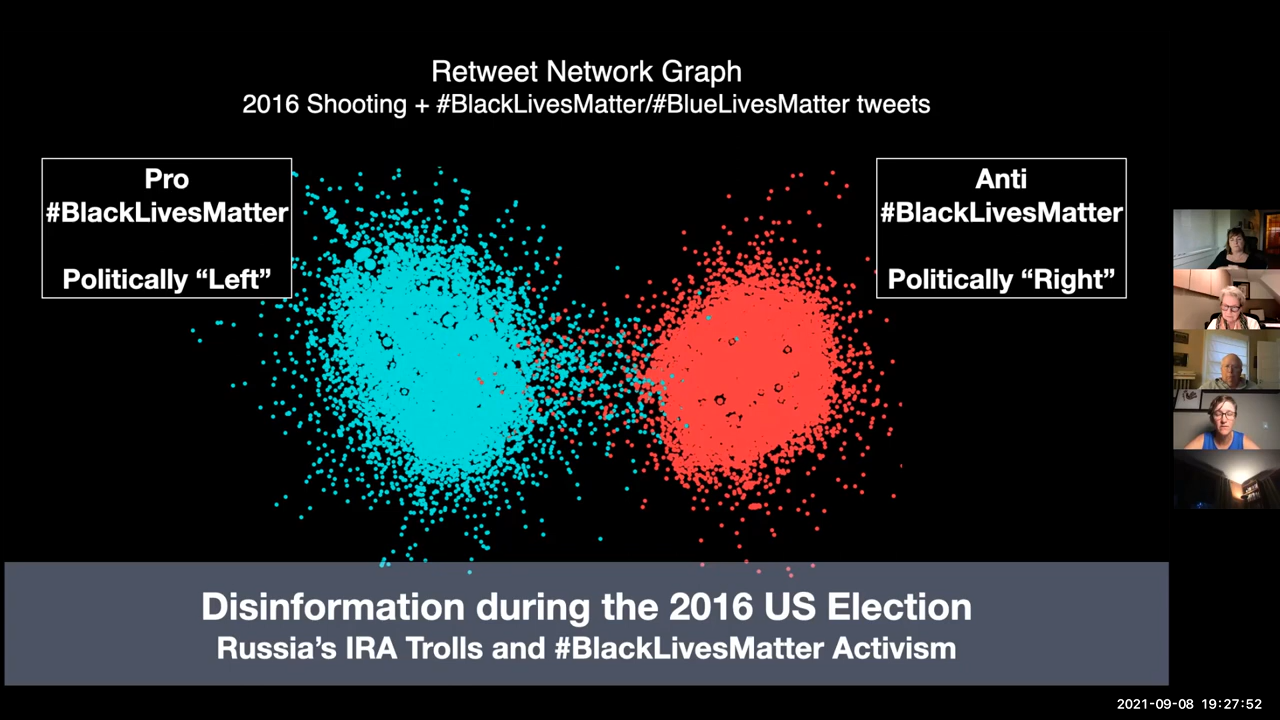 Retweet Network Graph
2016 Shooting + #BlackLivesMatter/#BlueLivesMatter tweets
Pro
#BlackLivesMatter
Politically “Left”
Anti
#BlackLivesMatter
Politically “Right”
Disinformation during the 2016 US Election
Russia’s IRA Trolls and #BlackLivesMatter Activism
2021-09-08 19:27:52